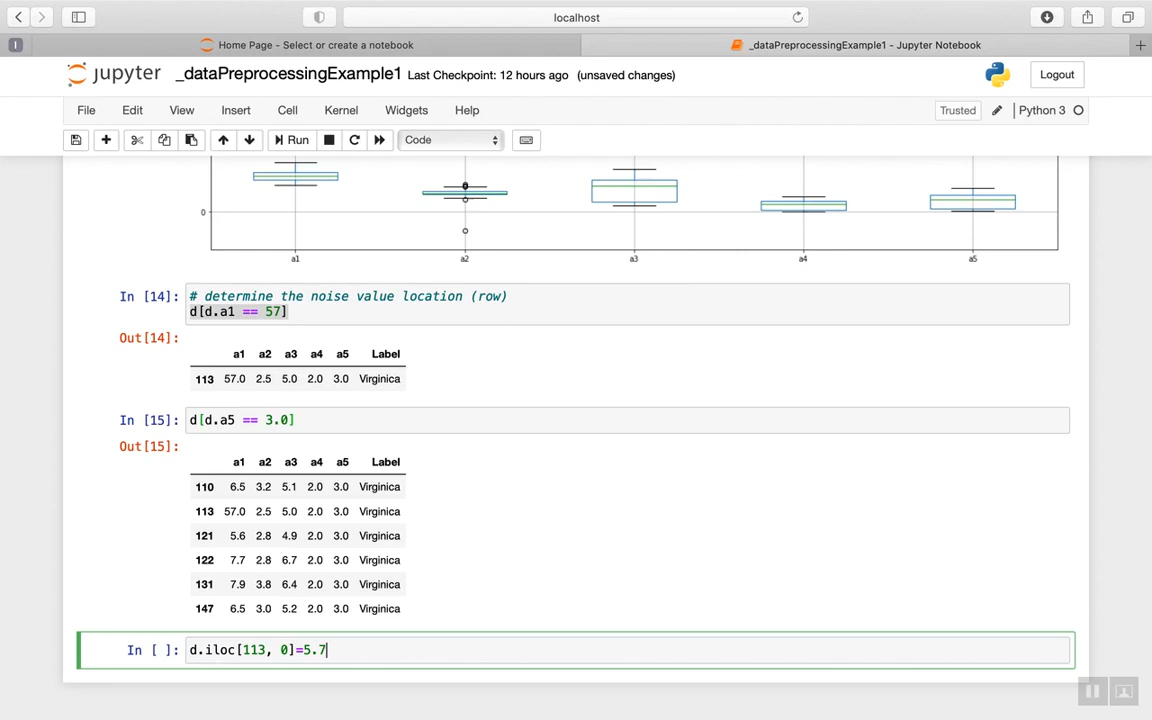 localhost
I
Home Page - Select or create a notebook
_dataPreprocessingExample1 - Jupyter Notebook
jupyter _dataPreprocessingExample1 Last Checkpoint: 12 hours ago (unsaved changes)
Logout
File Edit View Insert Cell Kernel Widgets Help
Trusted Python 3
Run Code
0
a1 a2 a3 a4 a5
In [14]: # determine the noise value location (row)
d[d.a1 == 57]
Out[14]:
a1 a2 a3 a4 a5 Label
113 57.0 2.5 5.0 2.0 3.0 Virginica
In [15]: d[d.a5 == 3.0]
Out[15]:
a1 a2 a3 a4 a5 Label
110 6.5 3.2 5.1 2.0 3.0 Virginica
113 57.0 2.5 5.0 2.0 3.0 Virginica
121 5.6 2.8 4.9 2.0 3.0 Virginica
122 7.7 2.8 6.7 2.0 3.0 Virginica
131 7.9 3.8 6.4 2.0 3.0 Virginica
147 6.5 3.0 5.2 2.0 3.0 Virginica
In [ ]: d.iloc[113, 0]=5.7